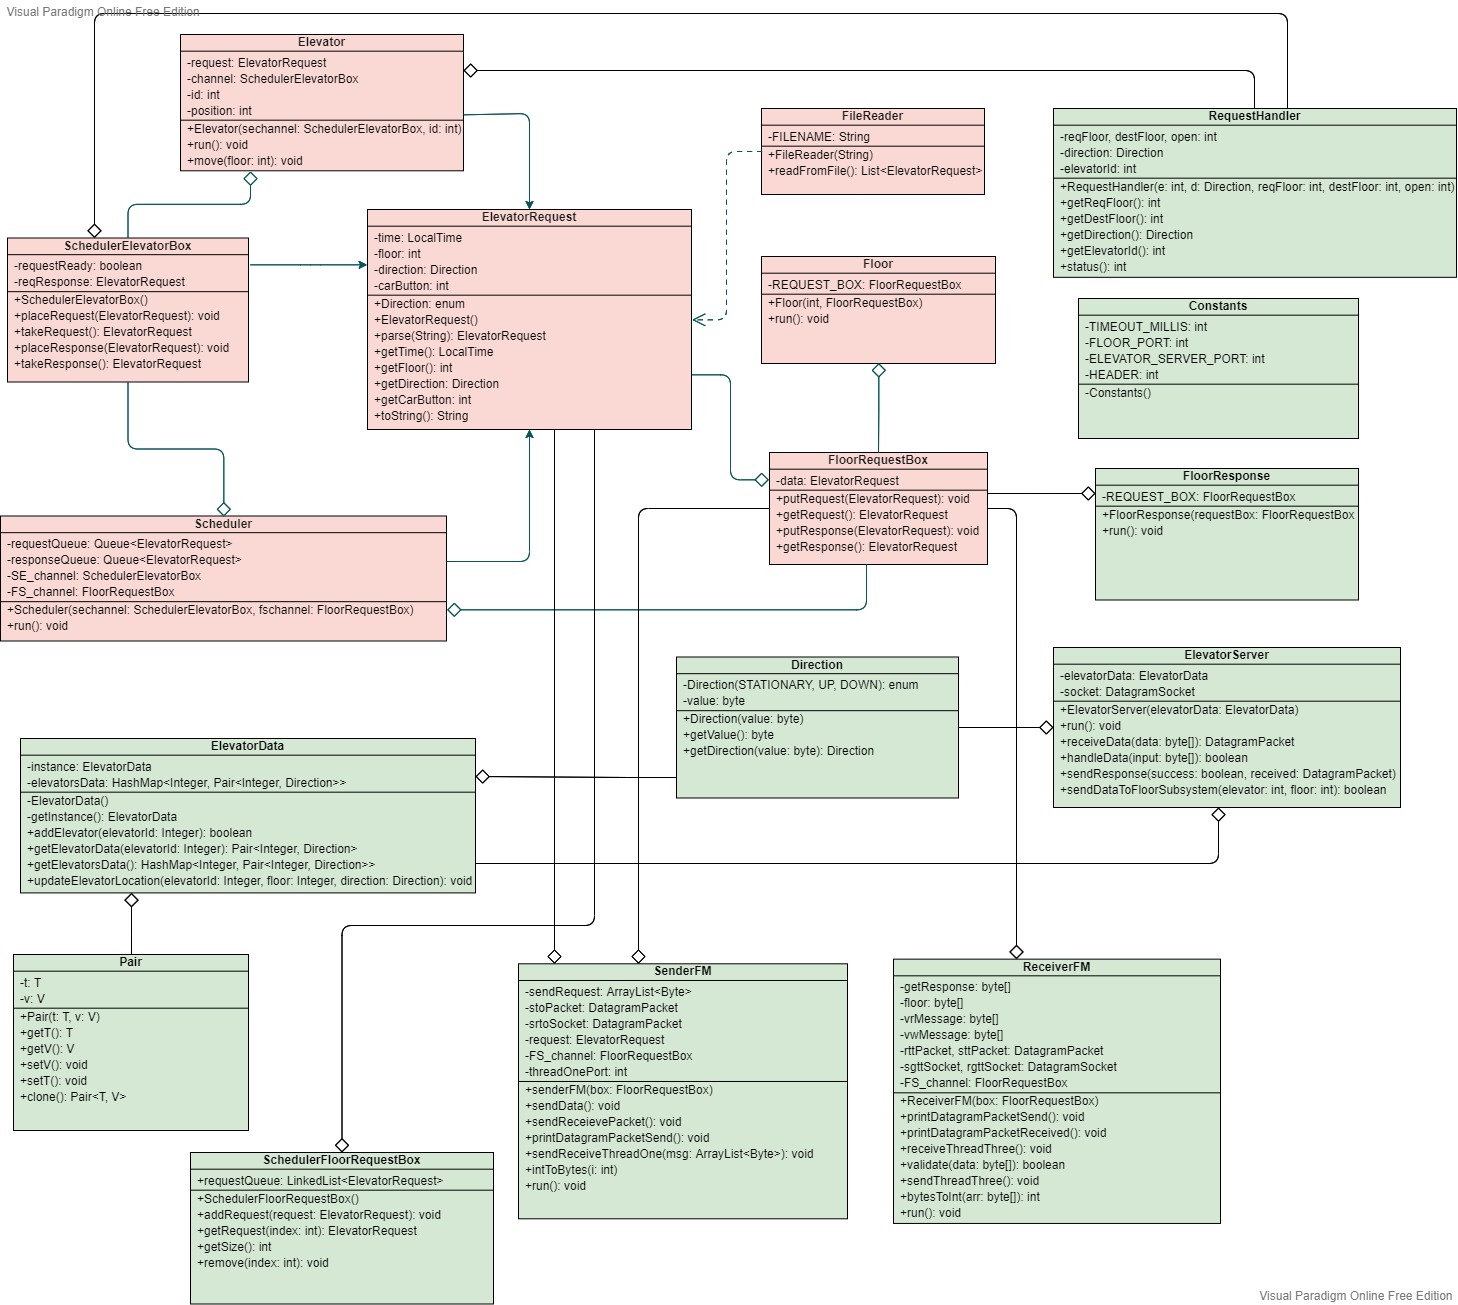 Visual Paradigm Online Free Edition
Elevator
-request: ElevatorRequest
-channel: SchedulerElevatorBox
-id: int
-position: int
+Elevator(sechannel: SchedulerElevatorBox, id: int)
+run(): void
+move(floor: int): void
FileReader
-FILENAME: String
+FileReader(String)
+readFromFile(): List<ElevatorRequest>
RequestHandler
-reqFloor, destFloor, open: int
-direction: Direction
-elevatorId: int
+RequestHandler(e: int, d: Direction, reqFloor: int, destFloor: int, open: int)
+getReqFloor(): int
+getDestFloor(): int
+getDirection(): Direction
+getElevatorId(): int
+status(): int
SchedulerElevatorBox
-requestReady: boolean
-reqResponse: ElevatorRequest
+SchedulerElevatorBox()
+placeRequest(ElevatorRequest): void
+takeRequest(): ElevatorRequest
+placeResponse(ElevatorRequest): void
+takeResponse(): ElevatorRequest
ElevatorRequest
-time: LocalTime
-floor: int
-direction: Direction
-carButton: int
+Direction: enum
+ElevatorRequest()
+parse(String): ElevatorRequest
+getTime(): LocalTime
+getFloor(): int
+getDirection: Direction
+getCarButton: int
+toString(): String
Floor
-REQUEST_BOX: FloorRequestBox
+Floor(int, FloorRequestBox)
+run(): void
Constants
-TIMEOUT_MILLIS: int
-FLOOR_PORT: int
-ELEVATOR_SERVER_PORT: int
-HEADER: int
-Constants()
FloorRequestBox
-data: ElevatorRequest
+putRequest(ElevatorRequest): void
+getRequest(): ElevatorRequest
+putResponse(ElevatorRequest): void
+getResponse(): ElevatorRequest
FloorResponse
-REQUEST_BOX: FloorRequestBox
+FloorResponse(requestBox: FloorRequestBox
+run(): void
Scheduler
-requestQueue: Queue<ElevatorRequest>
-responseQueue: Queue<ElevatorRequest>
-SE_channel: SchedulerElevatorBox
-FS_channel: FloorRequestBox
+Scheduler(sechannel: SchedulerElevatorBox, fschannel: FloorRequestBox)
+run(): void
Direction
-Direction(STATIONARY, UP, DOWN): enum
-value: byte
+Direction(value: byte)
+getValue(): byte
+getDirection(value: byte): Direction
ElevatorServer
-elevatorData: ElevatorData
-socket: DatagramSocket
+ElevatorServer(elevatorData: ElevatorData)
+run(): void
+receiveData(data: byte[]): DatagramPacket
+handleData(input: byte[]): boolean
+sendResponse(success: boolean, received: DatagramPacket)
+sendDataToFloorSubsystem(elevator: int, floor: int): boolean
ElevatorData
-instance: ElevatorData
-elevatorsData: HashMap<Integer, Pair<Integer, Direction>>
-ElevatorData()
-getInstance(): ElevatorData
+addElevator(elevatorId: Integer): boolean
+getElevatorData(elevatorId: Integer): Pair<Integer, Direction>
+getElevatorsData(): HashMap<Integer, Pair<Integer, Direction>>
+updateElevatorLocation(elevatorId: Integer, floor: Integer, direction: Direction): void
Pair
-t: T
-v: V
+Pair(t: T, v: V)
+getT(): T
+getV(): V
+setV(): void
+setT(): void
+clone(): Pair<T, V>
SenderFM
-sendRequest: ArrayList<Byte>
-stoPacket: DatagramPacket
-srtoSocket: DatagramPacket
-request: ElevatorRequest
-FS_channel: FloorRequestBox
-threadOnePort: int
+senderFM(box: FloorRequestBox)
+sendData(): void
+sendReceievePacket(): void
+printDatagramPacketSend(): void
+sendReceiveThreadOne(msg: ArrayList<Byte>): void
+intToBytes(i: int)
+run(): void
ReceiverFM
-getResponse: byte[]
-floor: byte[]
-vrMessage: byte[]
-vwMessage: byte[]
-rttPacket, sttPacket: DatagramPacket
-sgttSocket, rgttSocket: DatagramSocket
-FS_channel: FloorRequestBox
+ReceiverFM(box: FloorRequestBox)
+printDatagramPacketSend(): void
+printDatagramPacketReceived(): void
+receiveThreadThree(): void
+validate(data: byte[]): boolean
+sendThreadThree(): void
+bytesToInt(arr: byte[]): int
+run(): void
SchedulerFloorRequestBox
+requestQueue: LinkedList<ElevatorRequest>
+SchedulerFloorRequestBox()
+addRequest(request: ElevatorRequest): void
+getRequest(index: int): ElevatorRequest
+getSize(): int
+remove(index: int): void
Visual Paradigm Online Free Edition